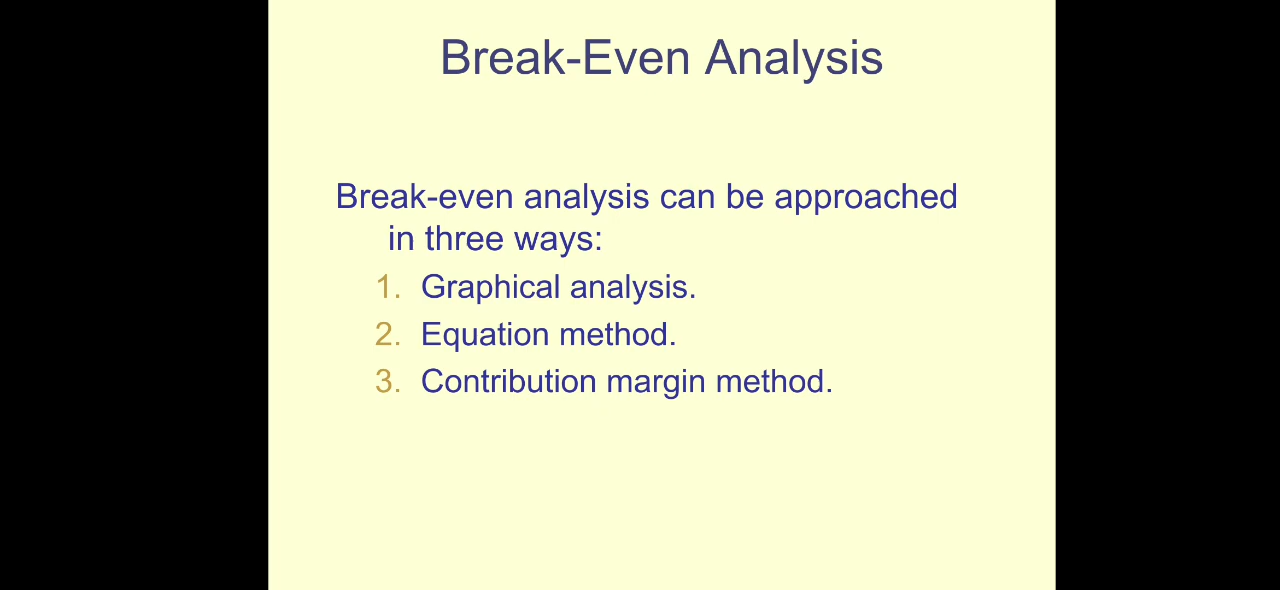 Break-Even Analysis
Break-even analysis can be approached
in three ways:
1. Graphical analysis.
2. Equation method.
3. Contribution margin method.